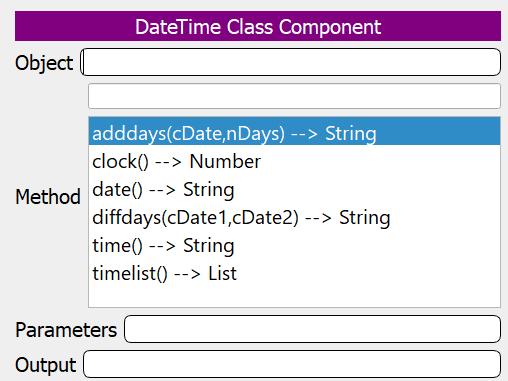 DateTime Class Component
Object
Method
adddays(cDate,nDays) --> String
clock() --> Number
date() --> String
diffdays(cDate1,cDate2) --> String
time() --> String
timelist() --> List
Parameters
Output